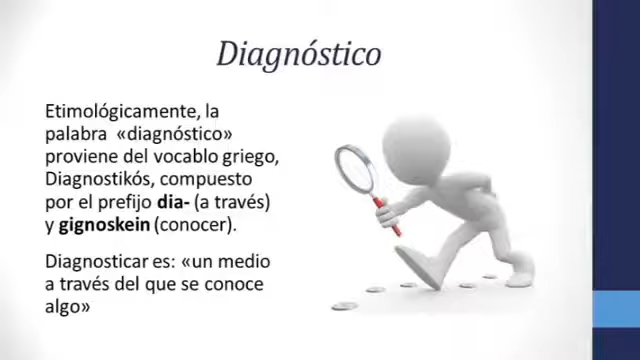 Diagnóstico
Etimológicamente, la
palabra «diagnóstico»
proviene del vocablo griego,
Diagnostikós, compuesto
por el prefijo dia- (a través)
y gignoskein (conocer).
Diagnosticar es: «un medio
a través del que se conoce
algo»